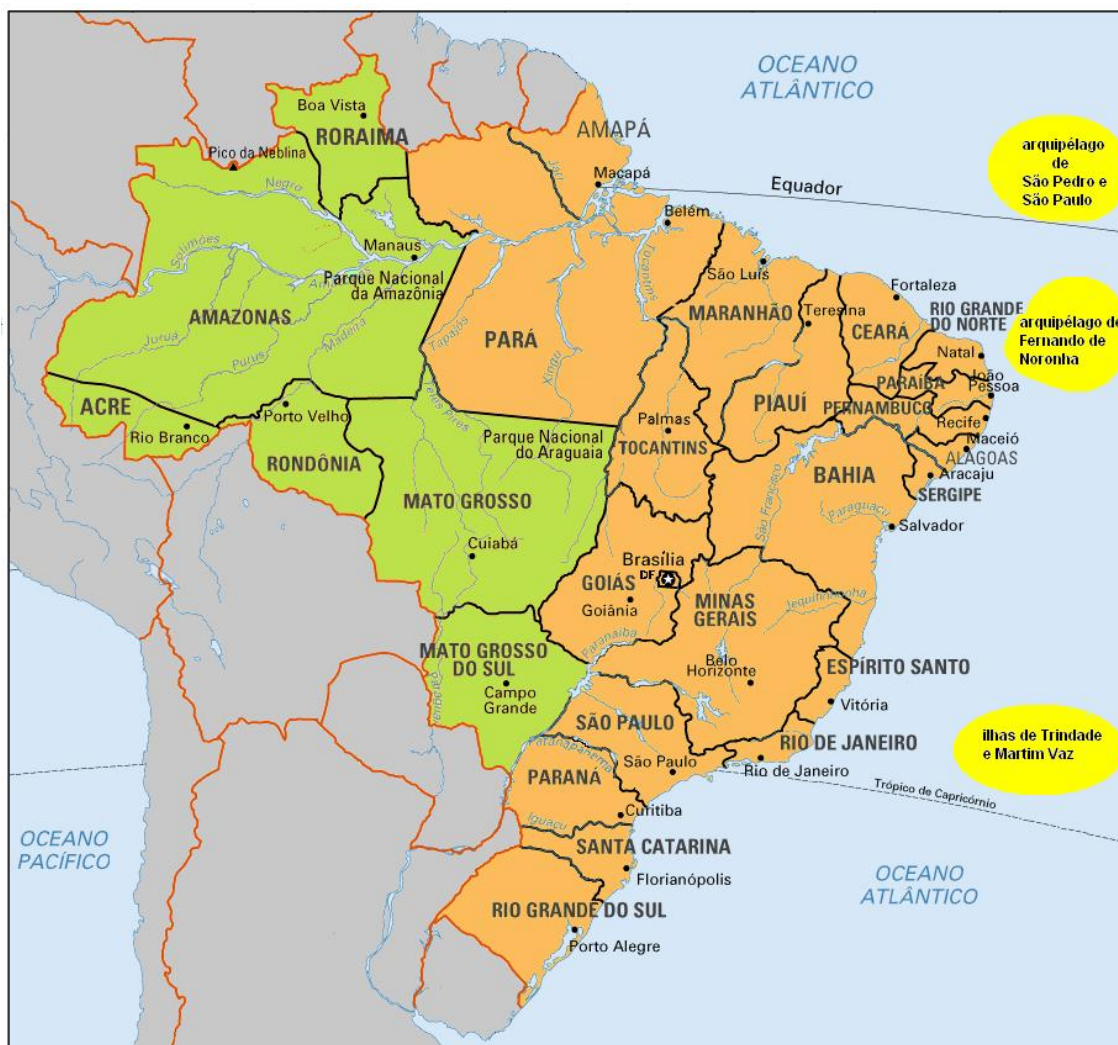 OCEANO
ATLÂNTICO
Boa Vista
RORAIMA
AMAPÁ
arquipélago
de
São Pedro e
São Paulo
Pico da Neblina
Negro
Jari
Macapá
Equador
Belém
Solimões
Manaus
Parque Nacional
da Amazônia
Tocantins
São Luís
Fortaleza
AMAZONAS
MARANHÃO
Teresina
RIO GRANDE
DO NORTE
CEARÁ
arquipélago de
Fernando de
Noronha
Juruá
Purus
Madeira
Tapajós
PARÁ
Xingu
Natal
João
Pessoa
PARAÍBA
ACRE
Porto Velho
Teles Pires
PIAUÍ
PERNAMBUCO
Rio Branco
Palmas
Recife
Parque Nacional
do Araguaia
TOCANTINS
Maceió
ALAGOAS
RONDÔNIA
BAHIA
Aracaju
SERGIPE
MATO GROSSO
São Francisco
Paraguaçu
Salvador
Cuiabá
Brasília
DF
GOIÁS
Goiânia
MINAS
GERAIS
Jequitinhonha
Paranaíba
MATO GROSSO
DO SUL
Belo
Horizonte
ESPÍRITO SANTO
Campo
Grande
Vitória
SÃO PAULO
RIO DE JANEIRO
ilhas de Trindade
e Martim Vaz
Paranapanema
São Paulo
Rio de Janeiro
PARANÁ
Trópico de Capricórnio
Curitiba
Iguaçu
OCEANO
PACÍFICO
SANTA CATARINA
Florianópolis
OCEANO
ATLÂNTICO
RIO GRANDE DO SUL
Porto Alegre